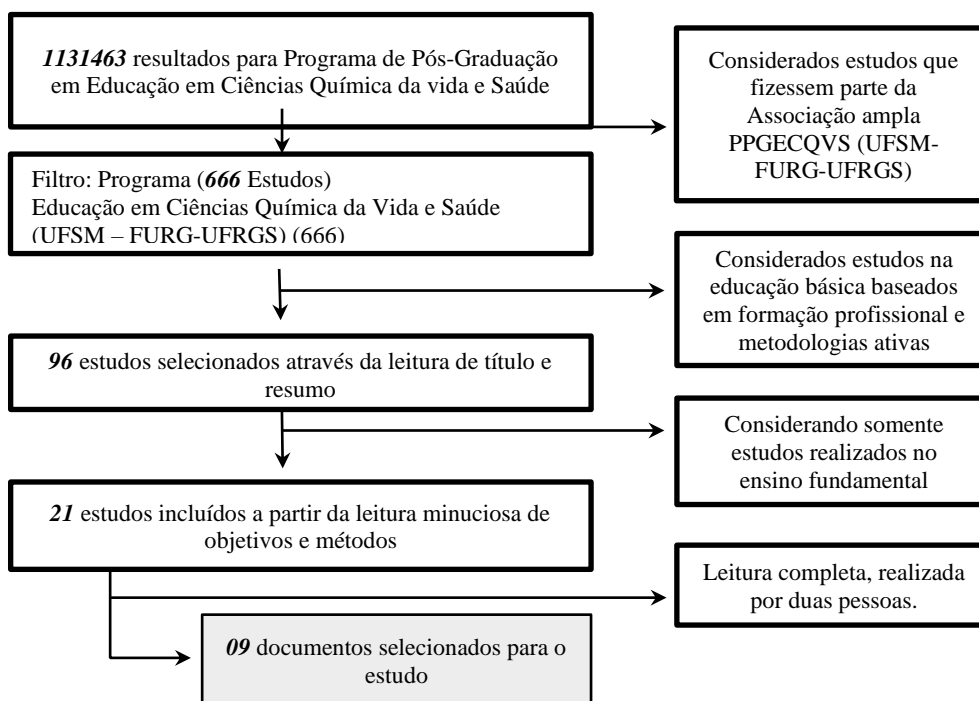 1131463 resultados para Programa de Pós-Graduação
em Educação em Ciências Química da vida e Saúde
Considerados estudos que
fizessem parte da
Associação ampla
PPGECQVS (UFSM-
FURG-UFRGS)
Filtro: Programa (666 Estudos)
Educação em Ciências Química da Vida e Saúde
(UFSM – FURG-UFRGS) (666)
Considerados estudos na
educação básica baseados
em formação profissional e
metodologias ativas
96 estudos selecionados através da leitura de título e
resumo
Considerando somente
estudos realizados no
ensino fundamental
21 estudos incluídos a partir da leitura minuciosa de
objetivos e métodos
Leitura completa, realizada
por duas pessoas.
09 documentos selecionados para o
estudo